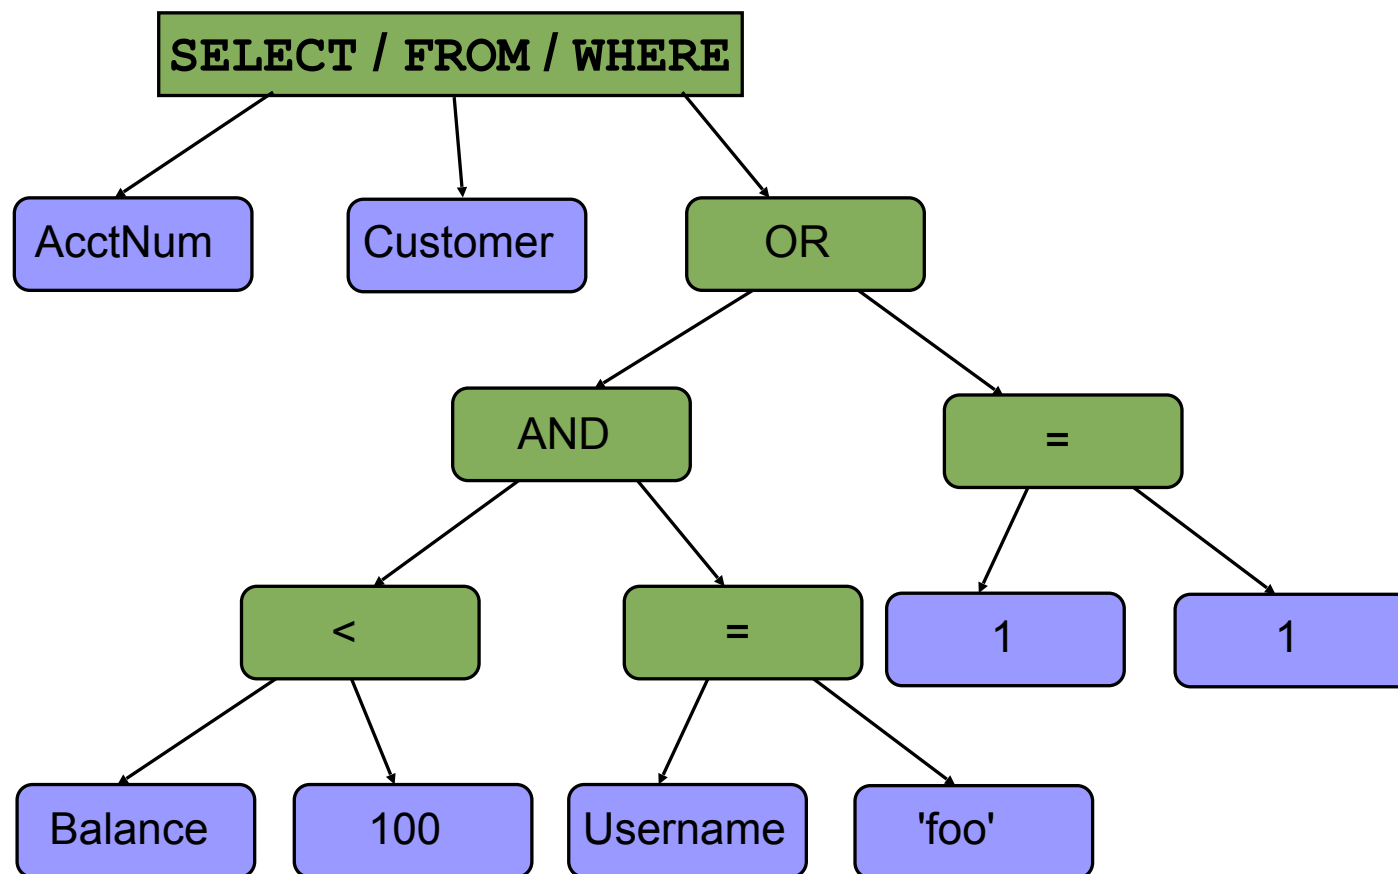 SELECT / FROM / WHERE
AcctNum
Customer
OR
AND
=
<
=
1
1
Balance
100
Username
'foo'